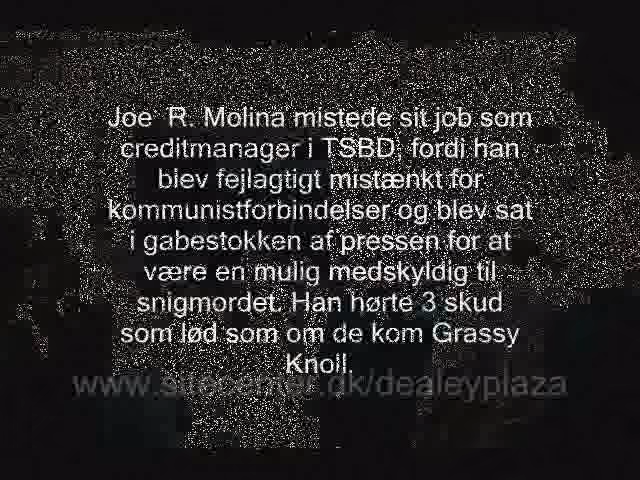 Joe R. Molina mistede sit job som
creditmanager i TSBD, fordi han
blev fejlagtigt mistænkt for
kommunistforbindelser og blev sat
i gabestokken af pressen for at
være en mulig medskyldig til
snigmordet. Han hørte 3 skud
som lød som om de kom Grassy
Knoll.
www.sitecenter.dk/dealeyplaza